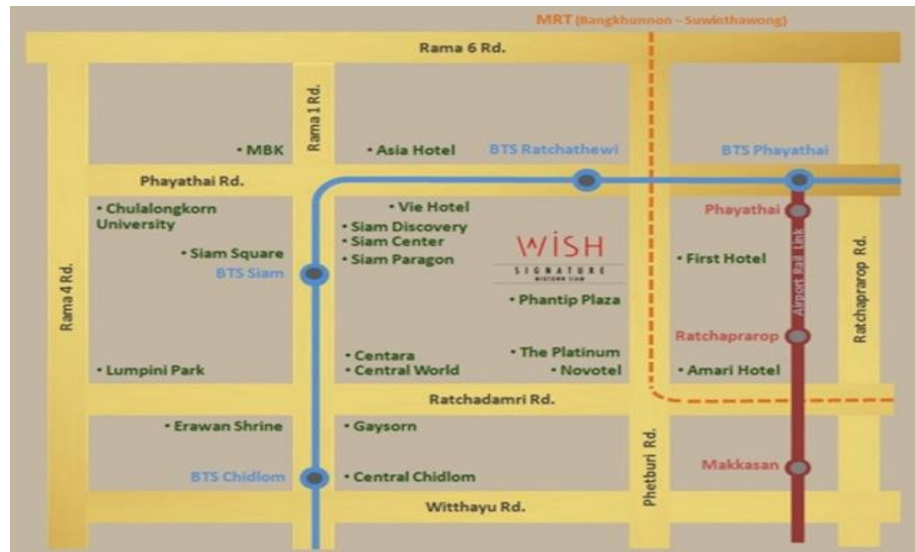 MRT (Bangkhunnon – Suwinthawong)
Rama 6 Rd.
Rama 1 Rd.
• MBK
• Asia Hotel
BTS Ratchathewi
BTS Phayathai
Phayathai Rd.
• Chulalongkorn
University
• Vie Hotel
Phayathai
• Siam Discovery
• Siam Center
• Siam Paragon
• Siam Square
BTS Siam
WISH
SIGNATURE
MIDTOWN SIAM
• First Hotel
Airport Rail Link
Ratchaprarop Rd.
Rama 4 Rd.
• Phantip Plaza
Ratchaprarop
• Centara
• Central World
• The Platinum
• Novotel
• Lumpini Park
• Amari Hotel
Ratchadamri Rd.
• Erawan Shrine
• Gaysorn
Phetburi Rd.
Makkasan
BTS Chidlom
• Central Chidlom
Witthayu Rd.